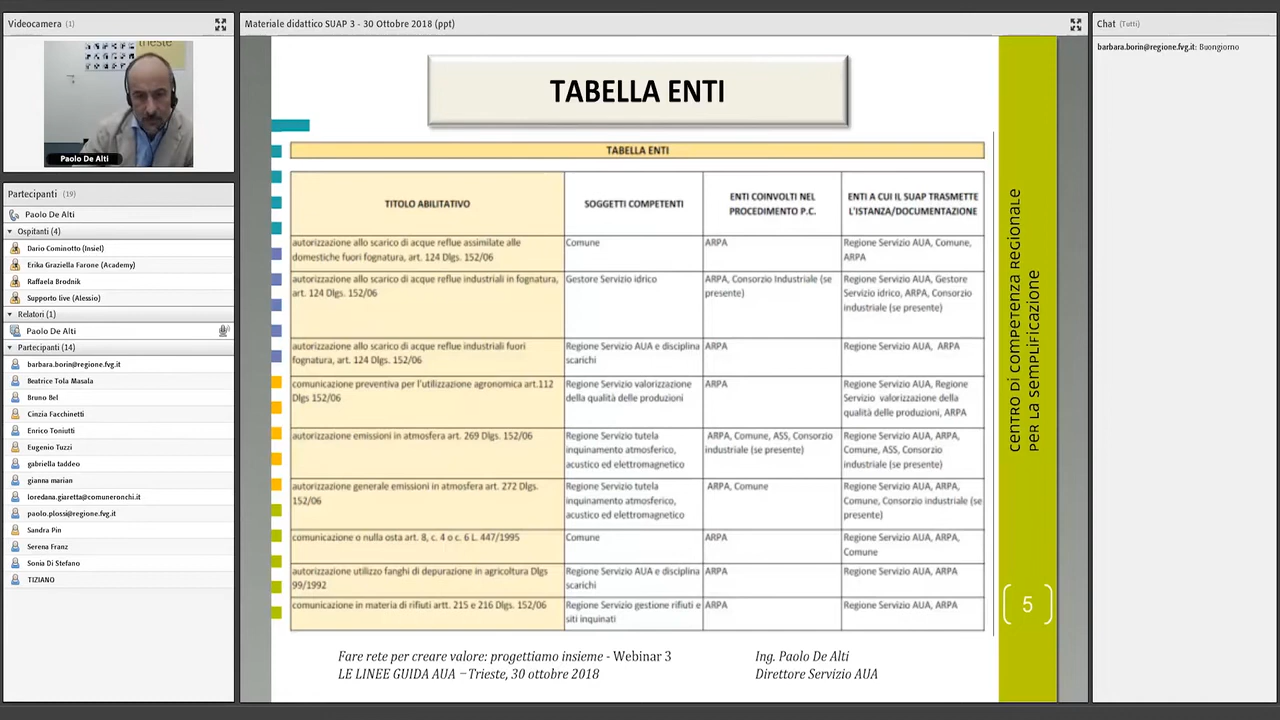 Videocamera (1)
trieste
Paolo De Alti
Partecipanti (19)
Paolo De Alti
Ospitanti (4)
Dario Cominotto (Insiel)
Erika Graziella Farone (Academy)
Raffaela Brodnik
Supporto live (Alessio)
Relatori (1)
Paolo De Alti
Partecipanti (14)
barbara.borin@regione.fvg.it
Beatrice Tola Masala
Bruno Bel
Cinzia Facchinetti
Enrico Toniutti
Eugenio Tuzzi
gabriella taddeo
gianna marian
loredana.giaretta@comuneronchi.it
paolo.plossi@regione.fvg.it
Sandra Pin
Serena Franz
Sonia Di Stefano
TIZIANO
Materiale didattico SUAP 3 - 30 Ottobre 2018 (ppt)
TABELLA ENTI
TABELLA ENTI
TITOLO ABILITATIVO
SOGGETTI COMPETENTI
ENTI COINVOLTI NEL
PROCEDIMENTO P.C.
ENTI A CUI IL SUAP TRASMETTE
L'ISTANZA/DOCUMENTAZIONE
autorizzazione allo scarico di acque reflue assimilate alle
domestiche fuori fognatura, art. 124 Dlgs. 152/06
Comune
ARPA
Regione Servizio AUA, Comune,
ARPA
autorizzazione allo scarico di acque reflue industriali in fognatura,
art. 124 Dlgs. 152/06
Gestore Servizio idrico
ARPA, Consorzio Industriale (se
presente)
Regione Servizio AUA, Gestore
Servizio idrico, ARPA, Consorzio
industriale (se presente)
autorizzazione allo scarico di acque reflue industriali fuori
fognatura, art. 124 Dlgs. 152/06
Regione Servizio AUA e disciplina
scarichi
ARPA
Regione Servizio AUA, ARPA
comunicazione preventiva per l'utilizzazione agronomica art.112
Dlgs 152/06
Regione Servizio valorizzazione
della qualità delle produzioni
ARPA
Regione Servizio AUA, Regione
Servizio valorizzazione della
qualità delle produzioni, ARPA
autorizzazione emissioni in atmosfera art. 269 Dlgs. 152/06
Regione Servizio tutela
inquinamento atmosferico,
acustico ed elettromagnetico
ARPA, Comune, ASS, Consorzio
industriale (se presente)
Regione Servizio AUA, ARPA,
Comune, ASS, Consorzio
industriale (se presente)
autorizzazione generale emissioni in atmosfera art. 272 Dlgs.
152/06
Regione Servizio tutela
inquinamento atmosferico,
acustico ed elettromagnetico
ARPA, Comune
Regione Servizio AUA, ARPA,
Comune, Consorzio industriale (se
presente)
comunicazione o nulla osta art. 8, c. 4 o c. 6 L. 447/1995
Comune
ARPA
Regione Servizio AUA, ARPA,
Comune
autorizzazione utilizzo fanghi di depurazione in agricoltura Dlgs
99/1992
Regione Servizio AUA e disciplina
scarichi
ARPA
Regione Servizio AUA, ARPA
comunicazione in materia di rifiuti artt. 215 e 216 Dlgs. 152/06
Regione Servizio gestione rifiuti e
siti inquinati
ARPA
Regione Servizio AUA, ARPA
Fare rete per creare valore: progettiamo insieme - Webinar 3
LE LINEE GUIDA AUA – Trieste, 30 ottobre 2018
Ing. Paolo De Alti
Direttore Servizio AUA
CENTRO DI COMPETENZA REGIONALE
PER LA SEMPLIFICAZIONE
5
Chat (Tutti)
barbara.borin@regione.fvg.it: Buongiorno